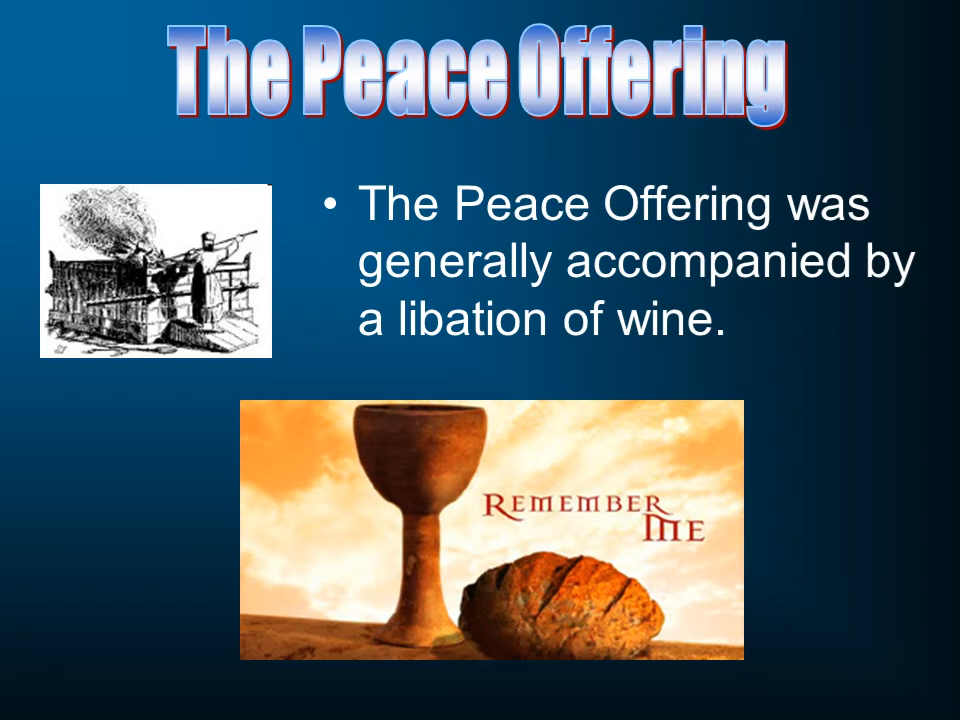 The Peace Offering
• The Peace Offering was
generally accompanied by
a libation of wine.
REMEMBER
ME